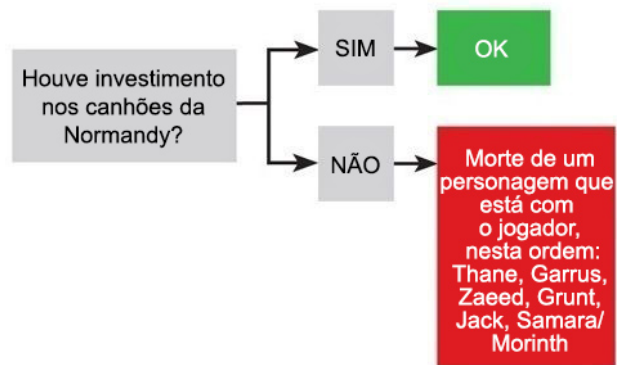 Houve investimento
nos canhões da
Normandy?
SIM
OK
NÃO
Morte de um
personagem que
está com
o jogador,
nesta ordem:
Thane, Garrus,
Zaeed, Grunt,
Jack, Samara/
Morinth